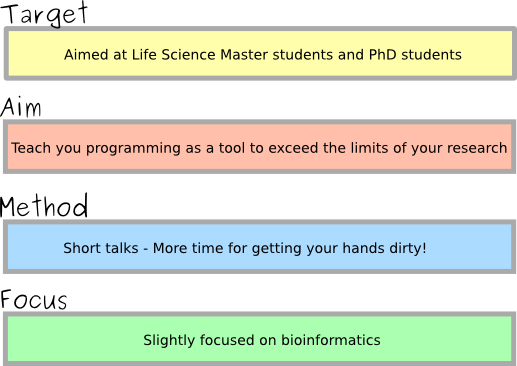 Target
Aimed at Life Science Master students and PhD students
Aim
Teach you programming as a tool to exceed the limits of your research
Method
Short talks - More time for getting your hands dirty!
Focus
Slightly focused on bioinformatics